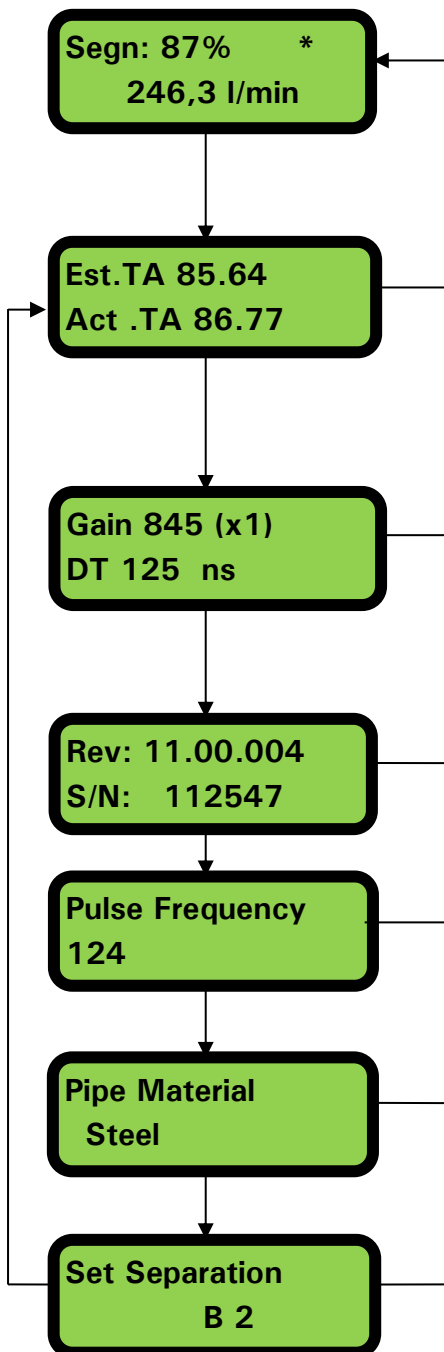 Segn: 87% *
246,3 l/min
Est.TA 85.64
Act .TA 86.77
Gain 845 (x1)
DT 125 ns
Rev: 11.00.004
S/N: 112547
Pulse Frequency
124
Pipe Material
Steel
Set Separation
B 2